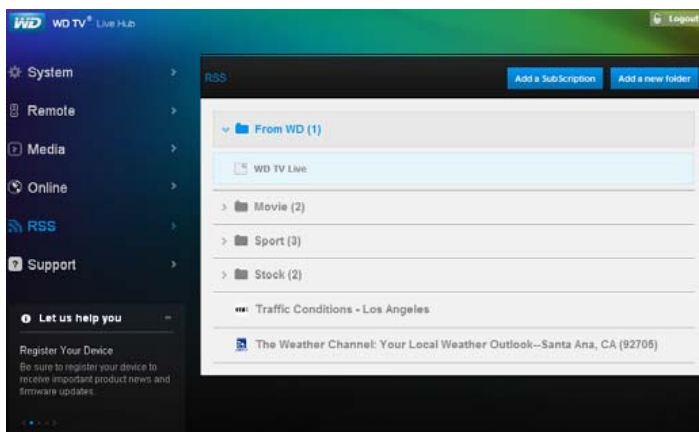 WD WD TV® Live Hub
Logout
System
Remote
Media
Online
RSS
Support
Let us help you
Register Your Device
Be sure to register your device to
receive important product news and
firmware updates.
RSS
Add a SubScription
Add a new folder
From WD (1)
WD TV Live
Movie (2)
Sport (3)
Stock (2)
Traffic Conditions - Los Angeles
The Weather Channel: Your Local Weather Outlook--Santa Ana, CA (92705)